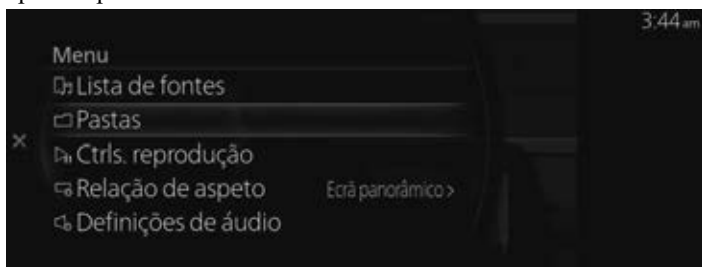 3:44 am
Menu
Lista de fontes
Pastas
Ctrls. reprodução
Relação de aspeto Ecrã panorâmico >
Definições de áudio